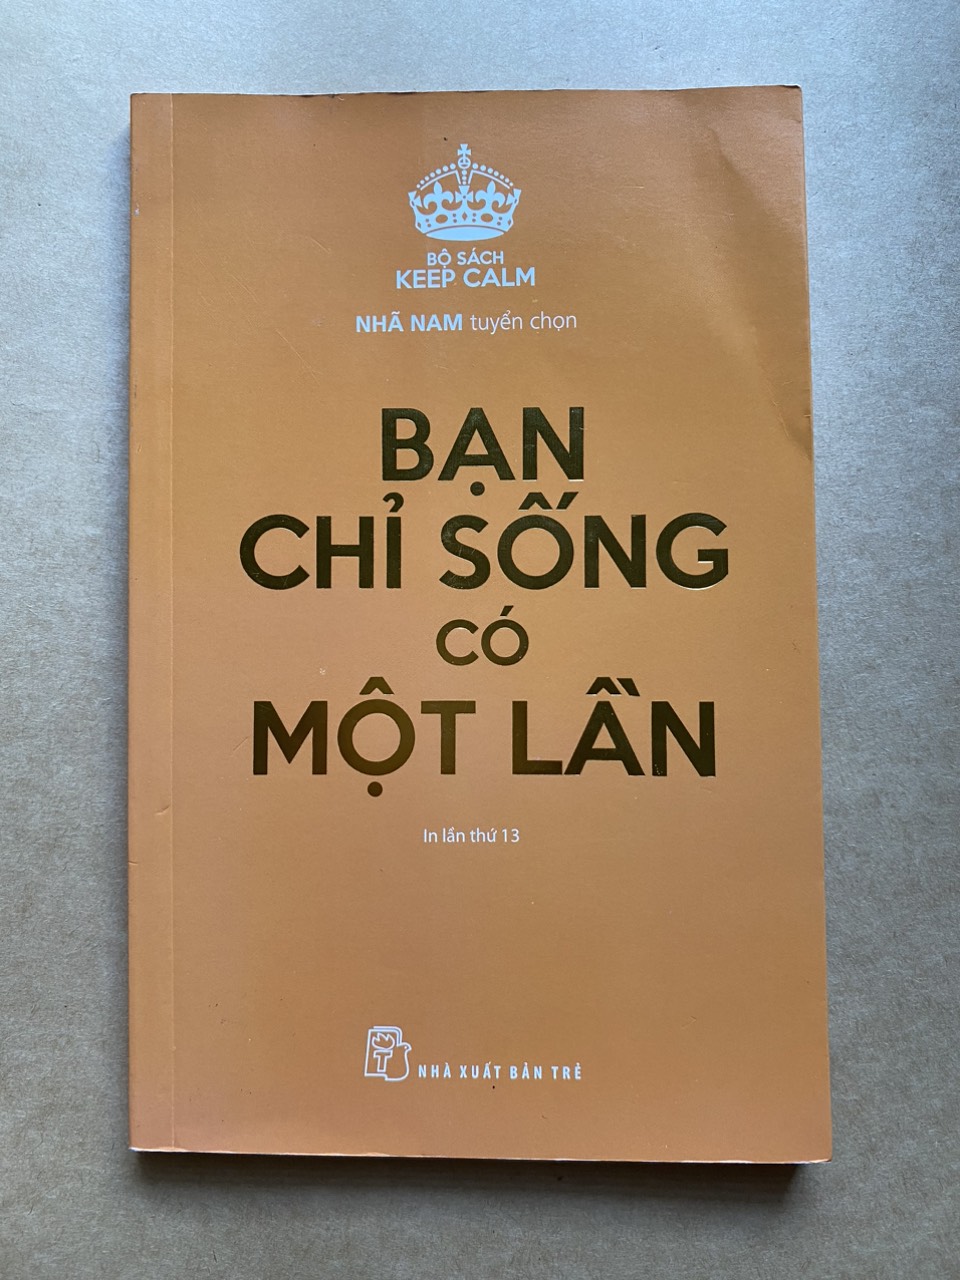 BỘ SÁCH
KEEP CALM
NHÃ NAM tuyển chọn
BẠN
CHỈ SỐNG
CÓ
MỘT LẦN
In lần thứ 13
T
NHÀ XUẤT BẢN TRẺ